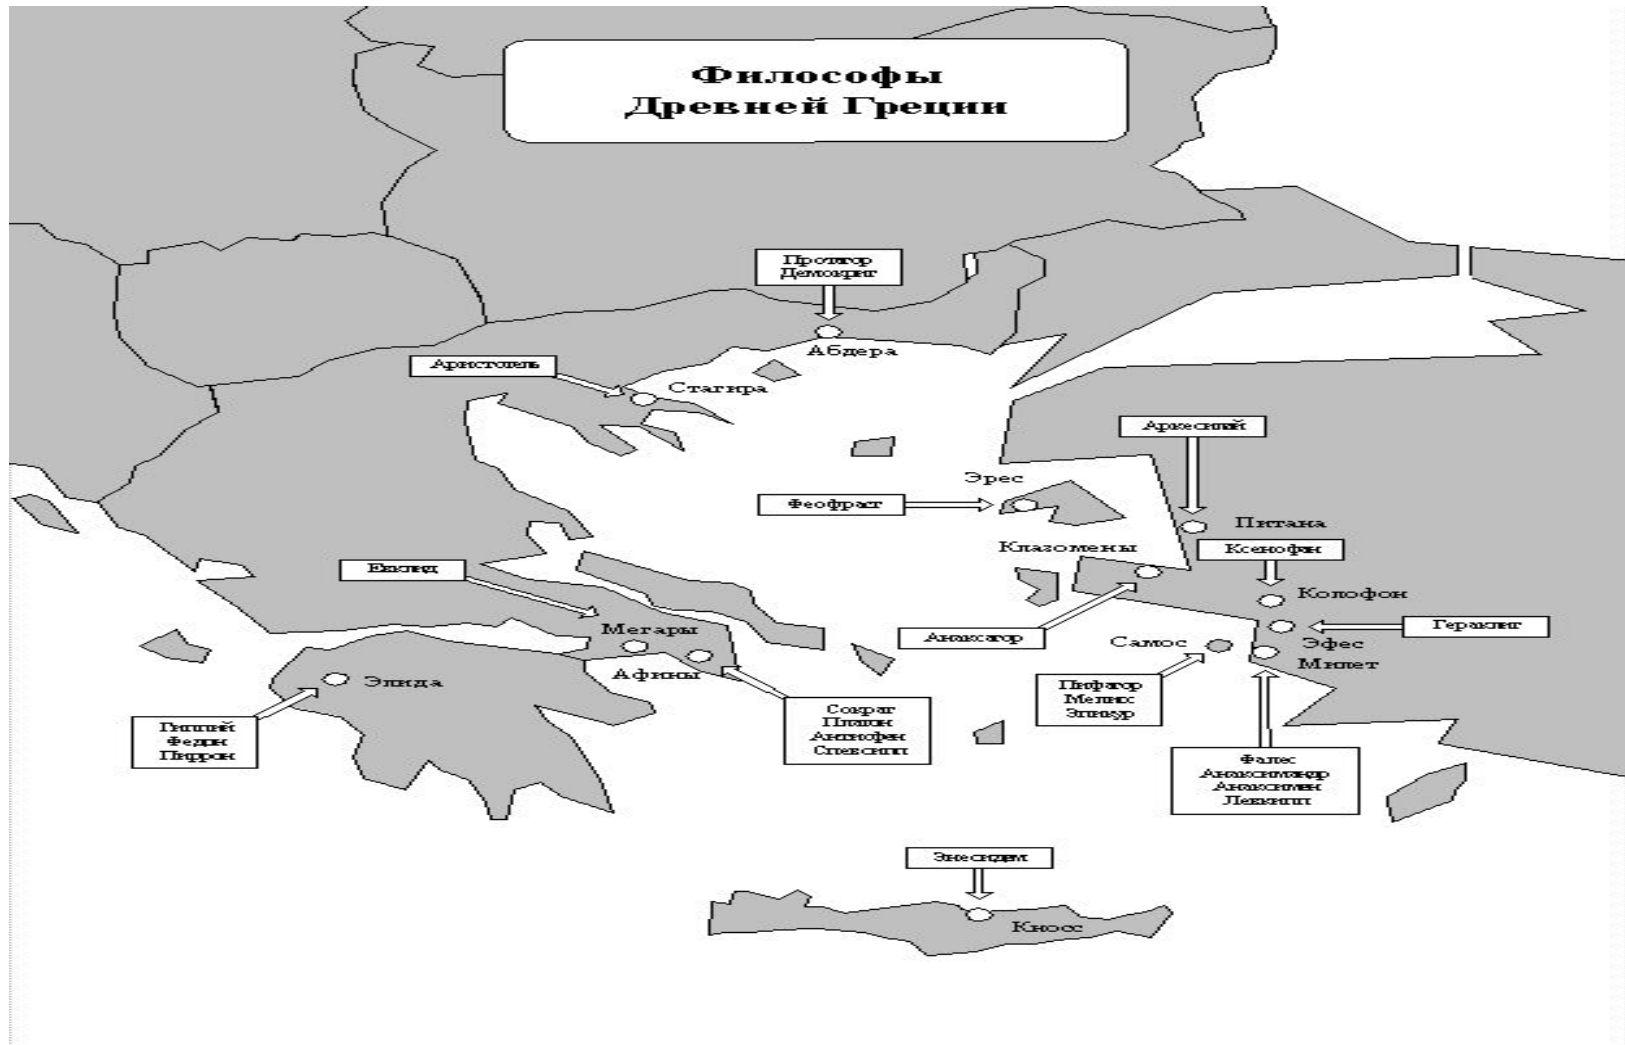 Философы
Древней Греции
Протагор
Демокрит
Абдера
Аристотель
Стагира
Аркесилай
Эрес
Феофраст
Питана
Клазомены
Ксенофан
Евклид
Колофон
Мегары
Анаксагор
Самос
Гераклит
Эфес
Милет
Афины
Элида
Пифагор
Мелисс
Эпикур
Сократ
Платон
Антисфен
Спевсипп
Гиппий
Федон
Пиррон
Фалес
Анаксимандр
Анаксимен
Левкипп
Энесидем
Кносс